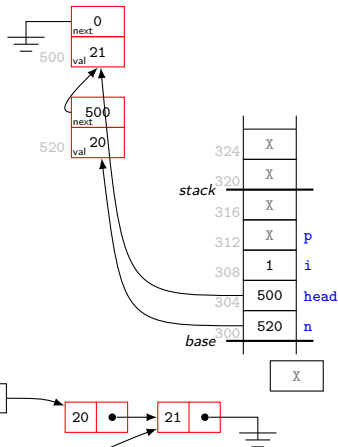 0
next
500 21
val
500
next
520 20
val
324 X
320 X
stack
316 X
312 X p
308 1 i
304 500 head
300 520 n
base
X
20 21